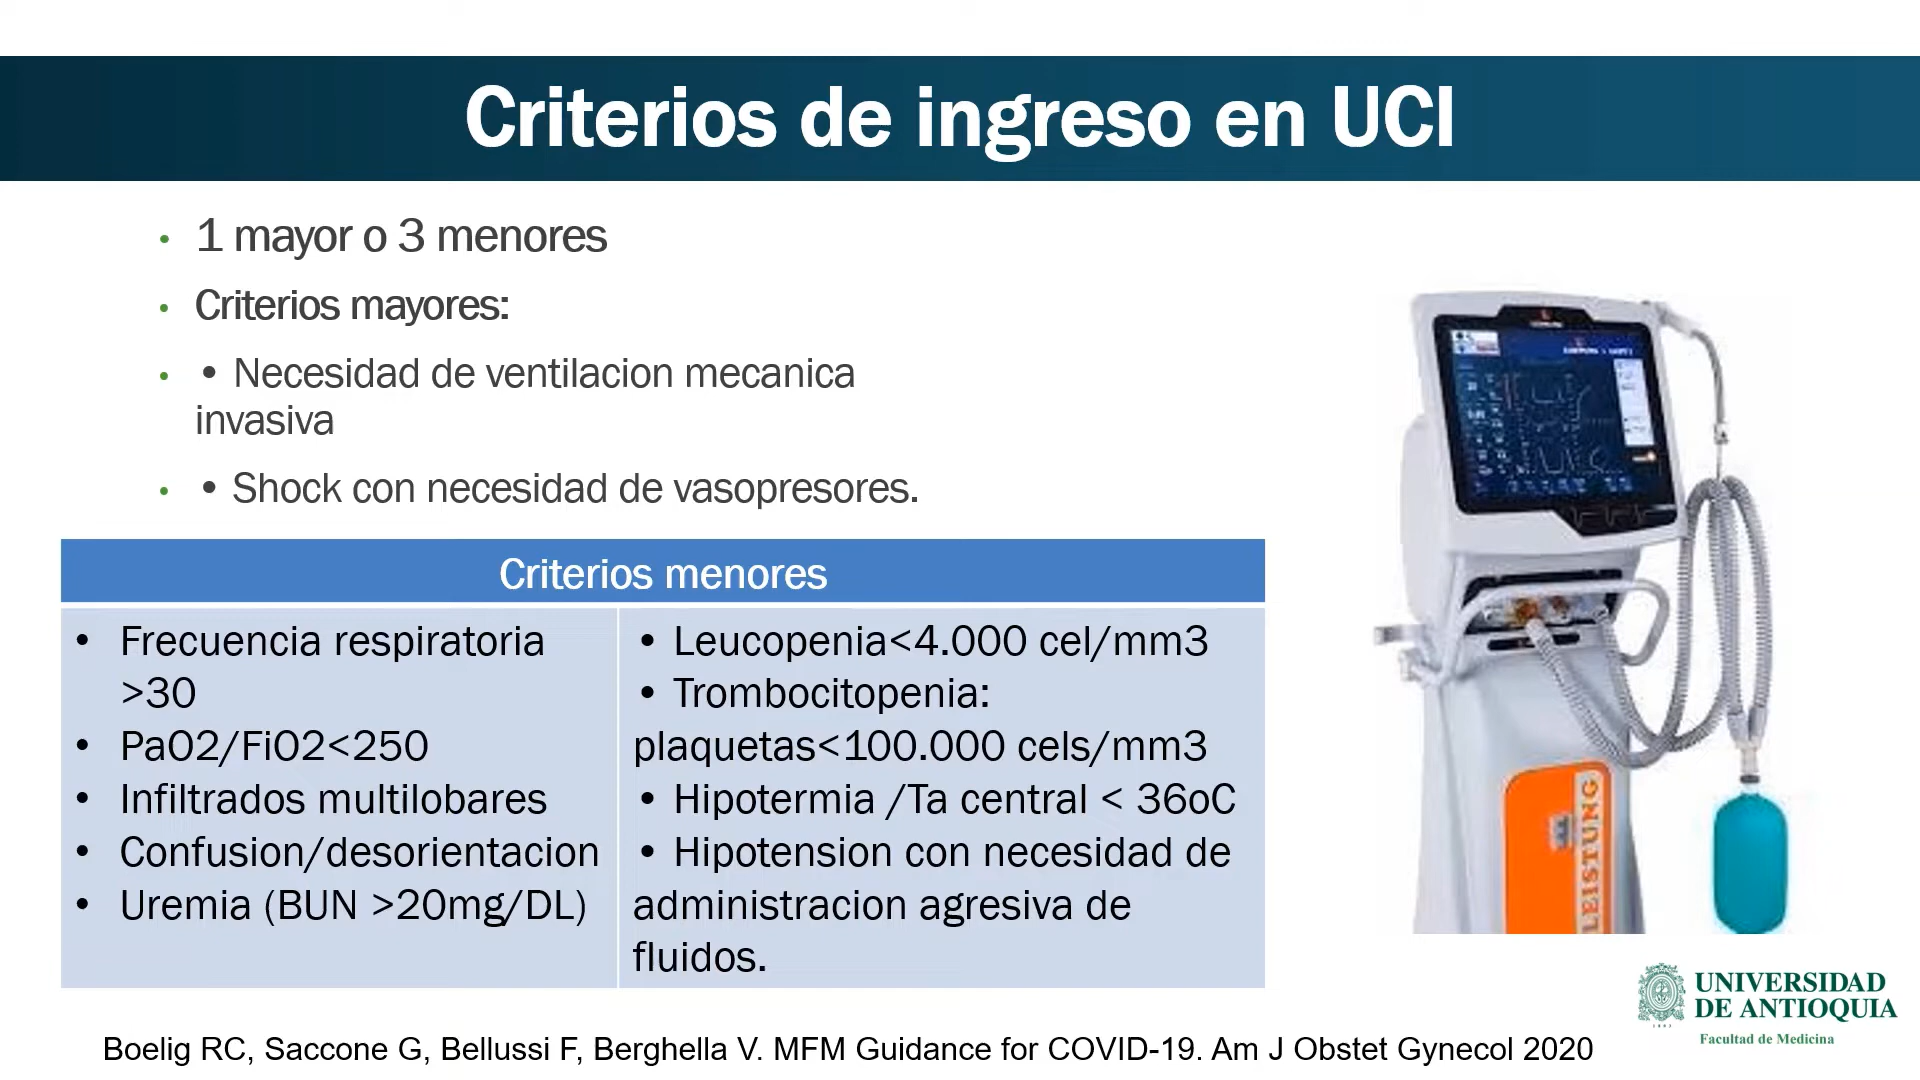 Criterios de ingreso en UCI
• 1 mayor o 3 menores
• Criterios mayores:
• • Necesidad de ventilacion mecanica
invasiva
• • Shock con necesidad de vasopresores.
Criterios menores
• Frecuencia respiratoria
>30
• PaO2/FiO2<250
• Infiltrados multilobares
• Confusion/desorientacion
• Uremia (BUN >20mg/DL)
• Leucopenia<4.000 cel/mm3
• Trombocitopenia:
plaquetas<100.000 cels/mm3
• Hipotermia /Ta central < 36oC
• Hipotension con necesidad de
administracion agresiva de
fluidos.
LEISTUNG
UNIVERSIDAD
DE ANTIOQUIA
Facultad de Medicina
Boelig RC, Saccone G, Bellussi F, Berghella V. MFM Guidance for COVID-19. Am J Obstet Gynecol 2020